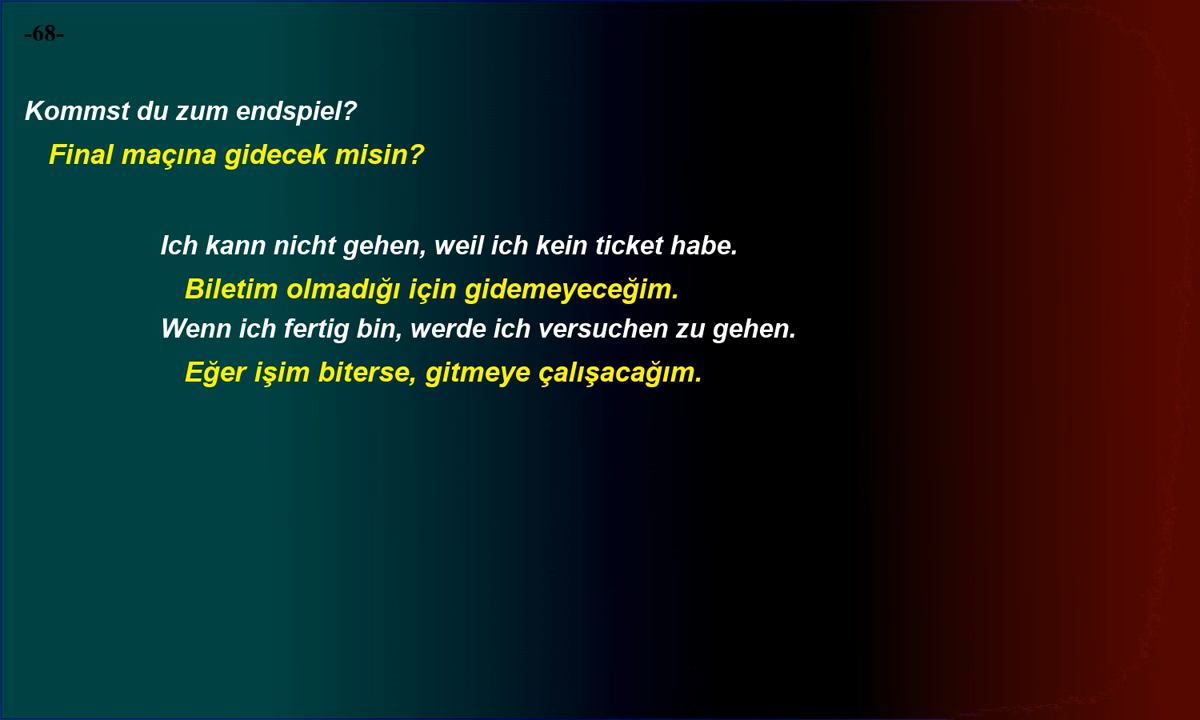 -68-
Kommst du zum endspiel?
Final maçına gidecek misin?
Ich kann nicht gehen, weil ich kein ticket habe.
Biletim olmadığı için gidemeyeceğim.
Wenn ich fertig bin, werde ich versuchen zu gehen.
Eğer işim biterse, gitmeye çalışacağım.